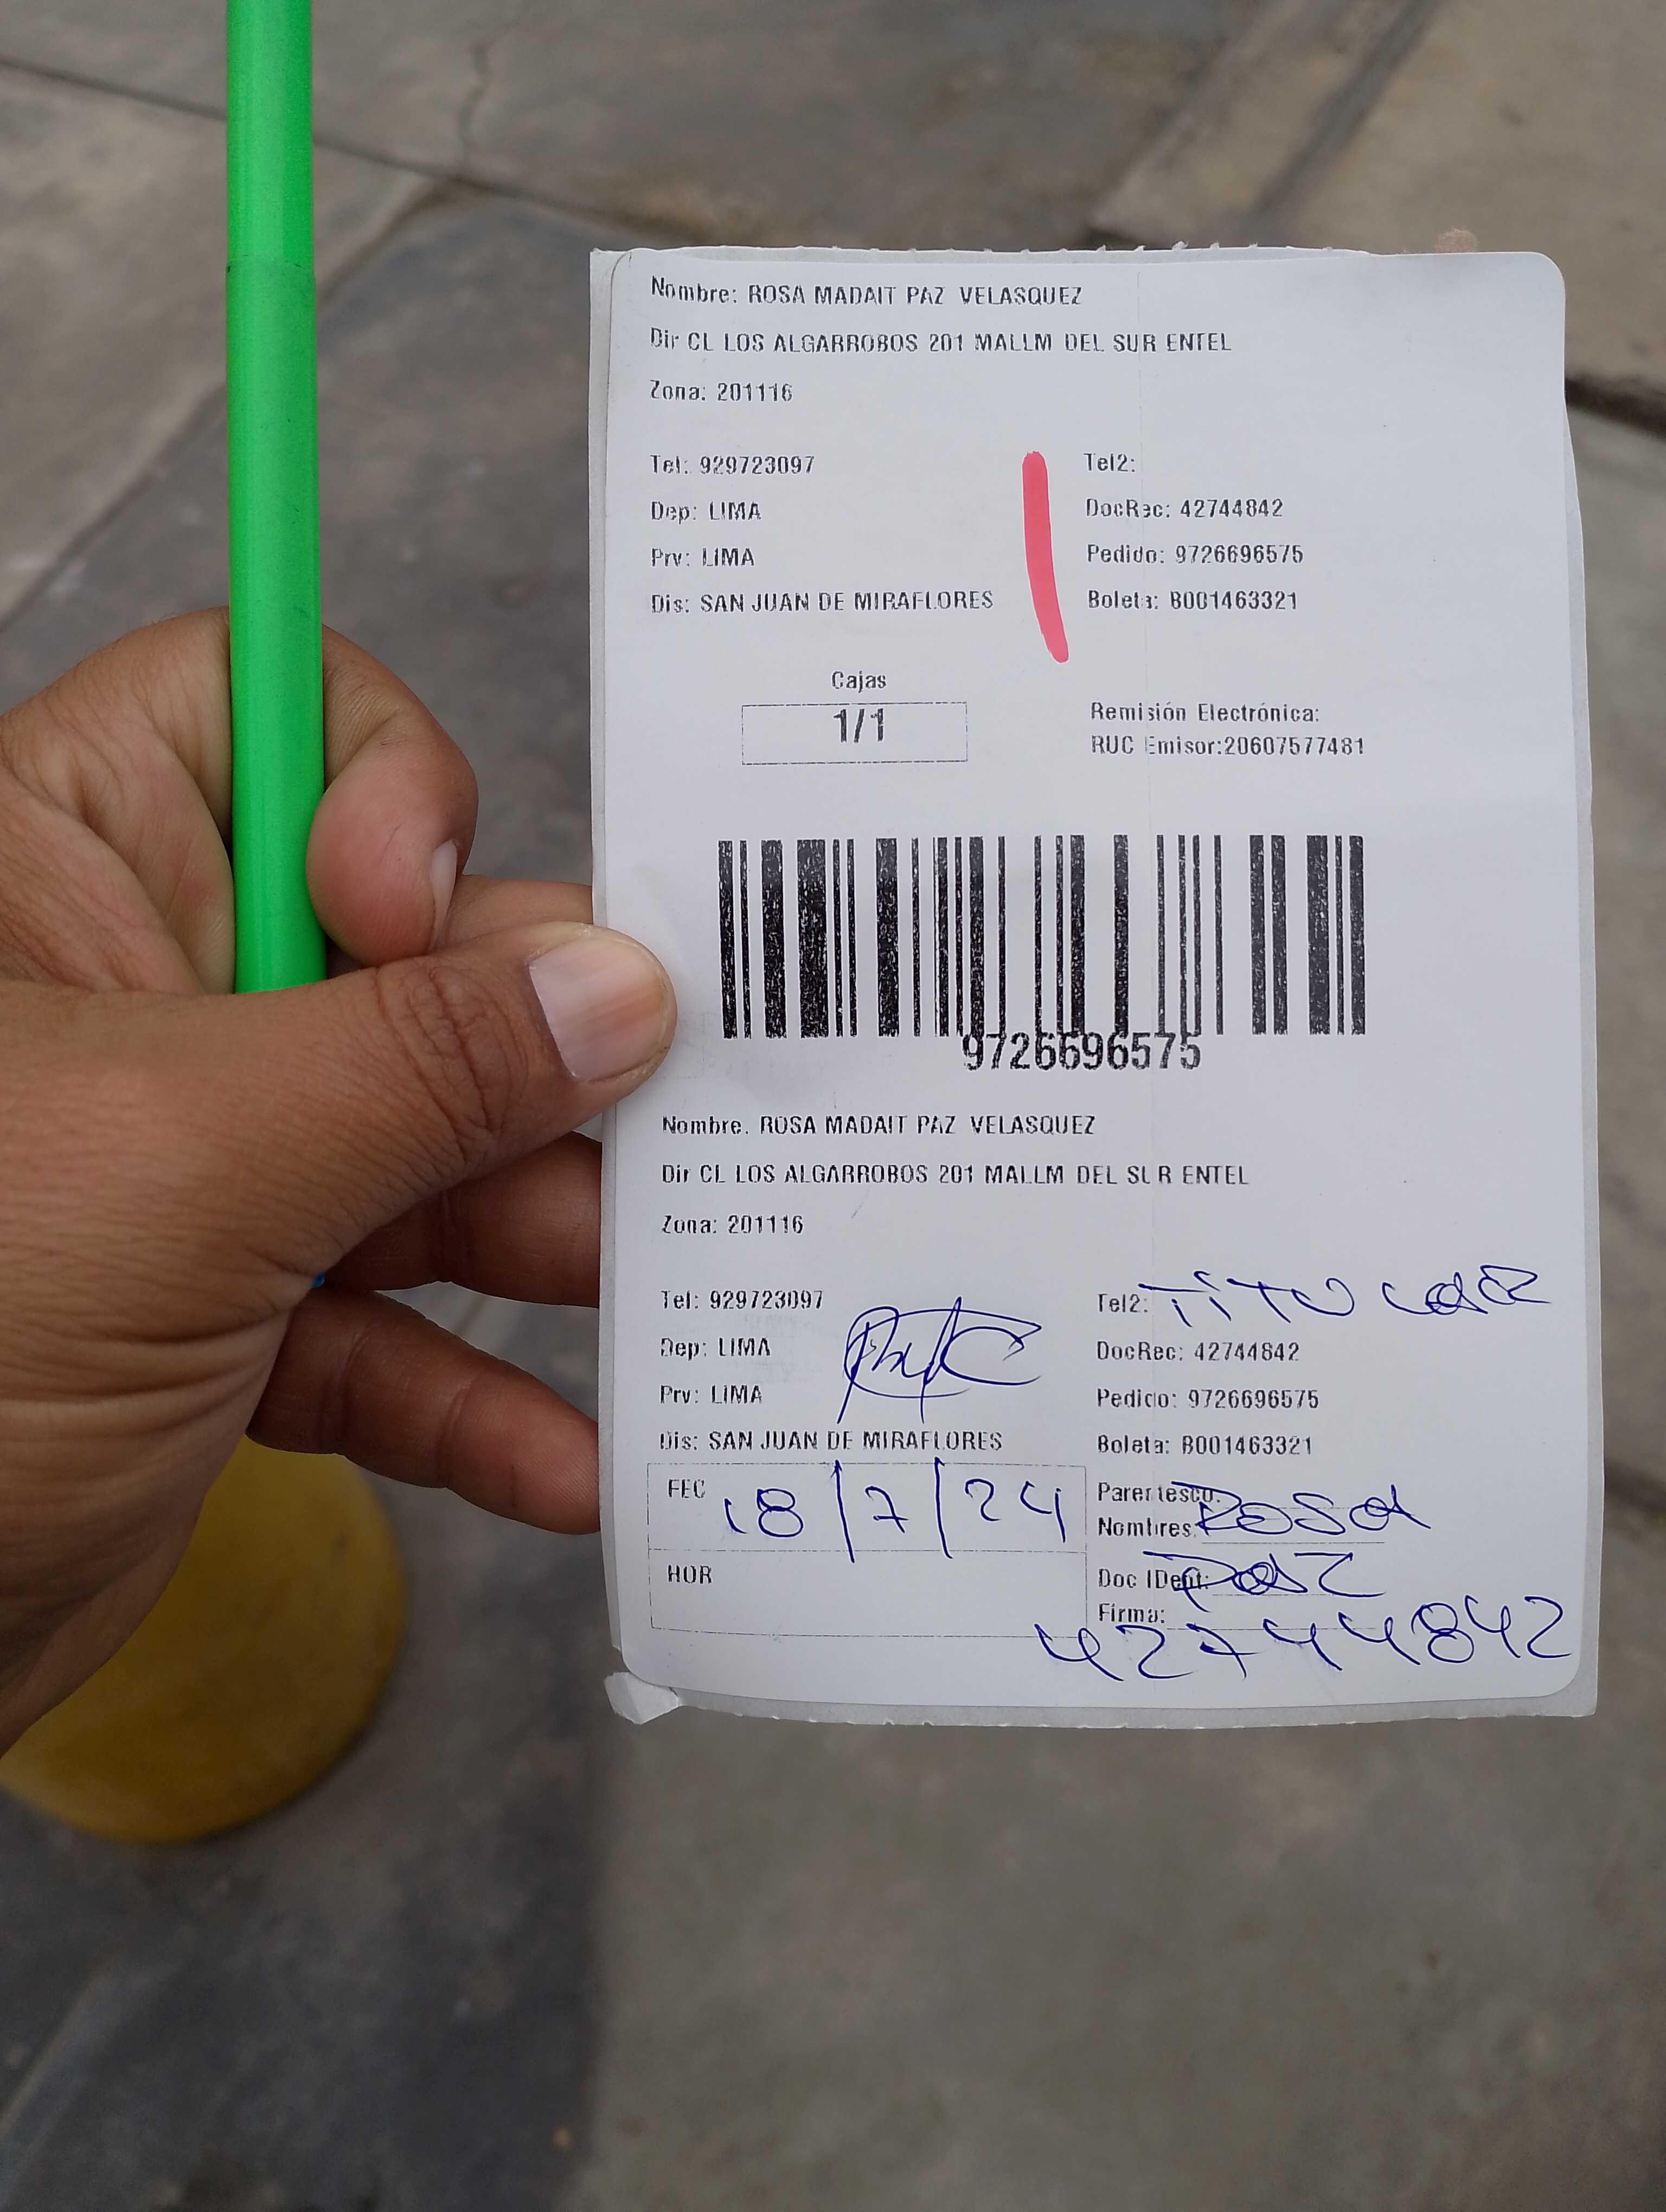 Nombre: ROSA MADAIT PAZ VELASQUEZ
Dir CL LOS ALGARROBOS 201 MALLM DEL SUR ENTEL
Zona: 201116
Tel: 929723097
Tel2:
Dep: LIMA
DocRec: 42744842
Prv: LIMA
Pedido: 9726696575
Dis: SAN JUAN DE MIRAFLORES
Boleta: B001463321
Cajas
1/1
Remisión Electrónica:
RUC Emisor:20607577481
9726696575
Nombre. ROSA MADAIT PAZ VELASQUEZ
Dir CL LOS ALGARROBOS 201 MALLM DEL SUR ENTEL
Zona: 201116
Tel: 929723097
Tel2: TITU
Dep: LIMA
DocRec: 42744842
Prv: LIMA
Pedido: 9726696575
Dis: SAN JUAN DE MIRAFLORES
Boleta: B001463321
FEC 18/7/24
Parentesco:
Nombres: Rosa
HOR
Doc IDent: Paz
Firma:
42744842